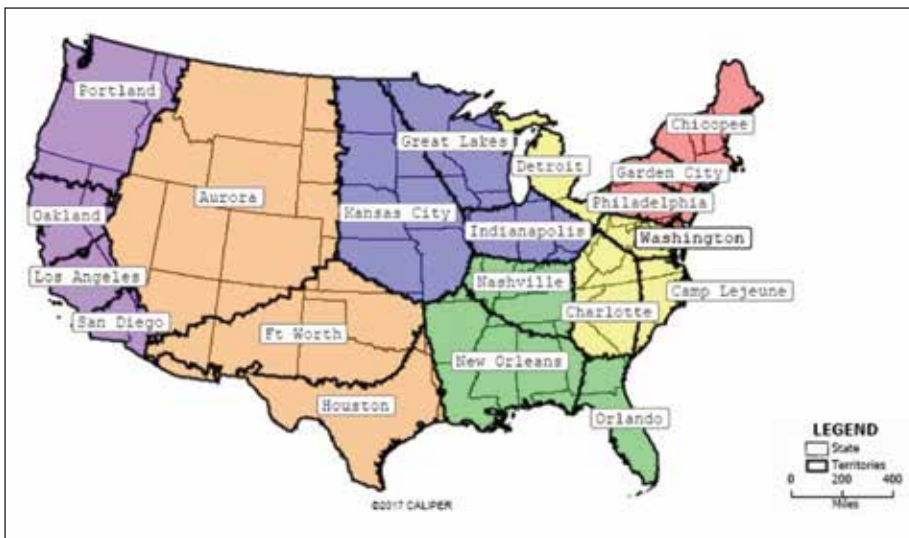 Portland
Chicopee
Great Lakes
Detroit
Garden City
Aurora
Philadelphia
Oakland
Kansas City
Indianapolis
Washington
Los Angeles
Nashville
Camp Lejeune
San Diego
Charlotte
Ft Worth
New Orleans
Houston
Orlando
LEGEND
State
Territories
0 200 400
Miles
©2017 CALIPER